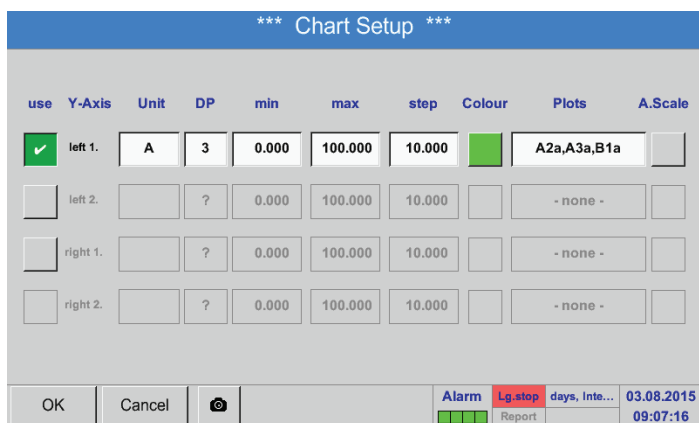 *** Chart Setup ***
use Y-Axis Unit DP min max step Colour Plots A.Scale
left 1. A 3 0.000 100.000 10.000 A2a,A3a,B1a
left 2. ? 0.000 100.000 10.000 - none -
right 1. ? 0.000 100.000 10.000 - none -
right 2. ? 0.000 100.000 10.000 - none -
OK Cancel Alarm Lg.stop days, Inte... 03.08.2015
Report 09:07:16